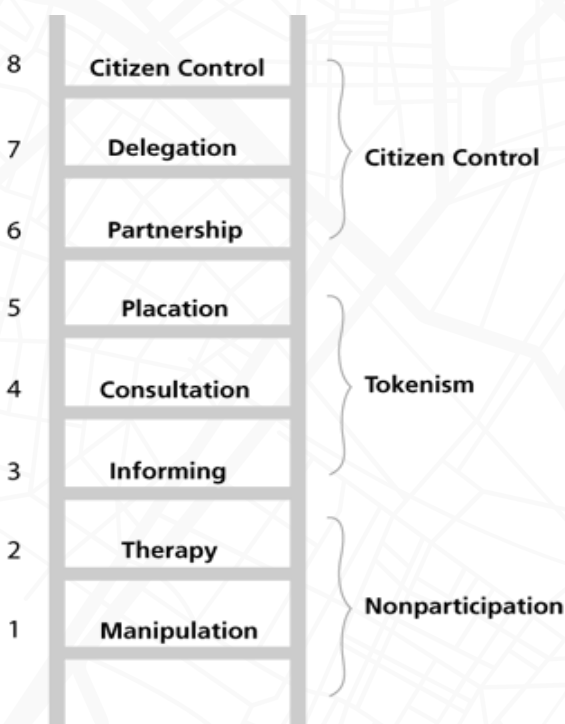 8 Citizen Control
7 Delegation
Citizen Control
6 Partnership
5 Placation
4 Consultation
Tokenism
3 Informing
2 Therapy
Nonparticipation
1 Manipulation